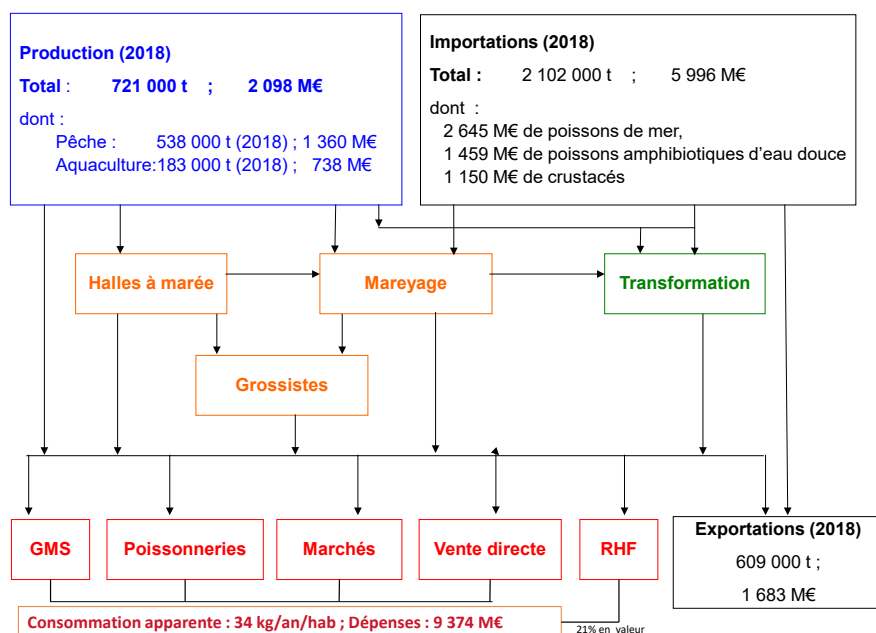 Production (2018)
Total : 721 000 t ; 2 098 M€
dont :
Pêche : 538 000 t (2018) ; 1 360 M€
Aquaculture:183 000 t (2018) ; 738 M€
Importations (2018)
Total : 2 102 000 t ; 5 996 M€
dont :
2 645 M€ de poissons de mer,
1 459 M€ de poissons amphibiotiques d'eau douce
1 150 M€ de crustacés
Halles à marée
Mareyage
Transformation
Grossistes
GMS
Poissonneries
Marchés
Vente directe
RHF
Exportations (2018)
609 000 t ;
1 683 M€
Consommation apparente : 34 kg/an/hab ; Dépenses : 9 374 M€
21% en valeur